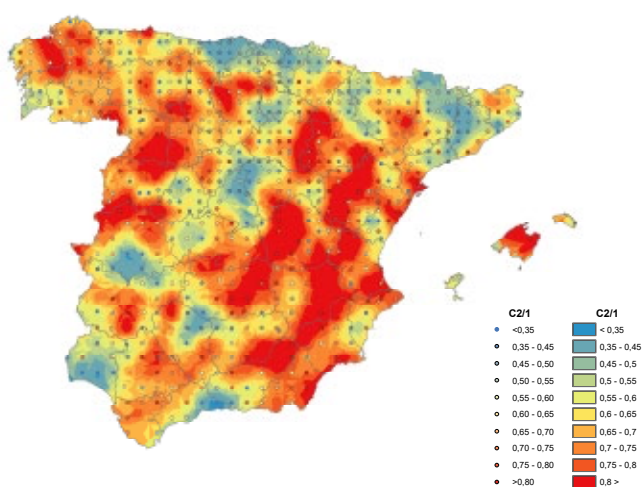 C2/1 C2/1
<0,35 < 0,35
0,35 - 0,45 0,35 - 0,45
0,45 - 0,50 0,45 - 0,5
0,50 - 0,55 0,5 - 0,55
0,55 - 0,60 0,55 - 0,6
0,60 - 0,65 0,6 - 0,65
0,65 - 0,70 0,65 - 0,7
0,70 - 0,75 0,7 - 0,75
0,75 - 0,80 0,75 - 0,8
>0,80 0,8 >